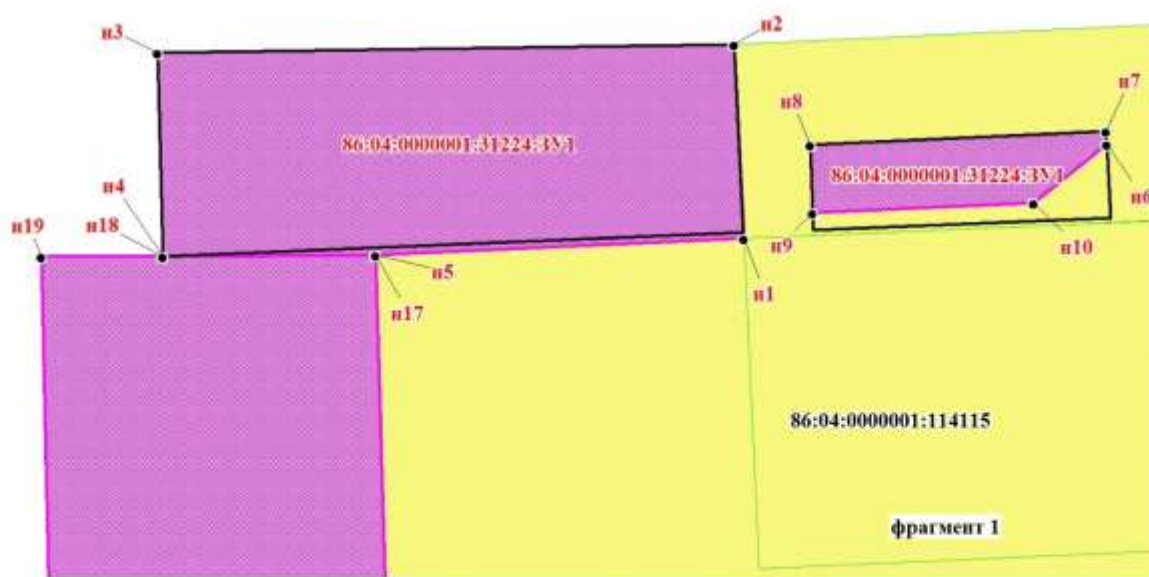 н3
н2
н7
н8
86:04:0000001:31224:ЗУ1
86:04:0000001:31224:ЗУ1
н4
н6
н19
н18
н9
н10
н5
н1
н17
86:04:0000001:114115
фрагмент 1